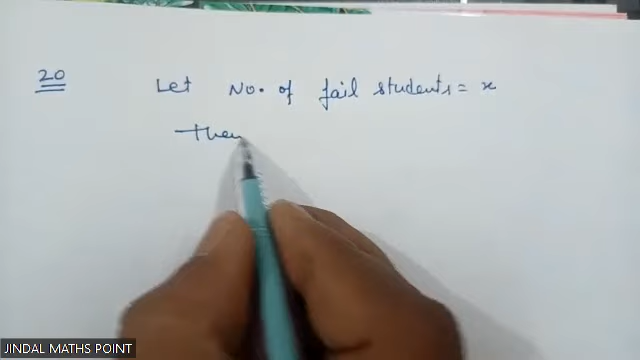 20
Let No. of fail students = x
Then
JINDAL MATHS POINT